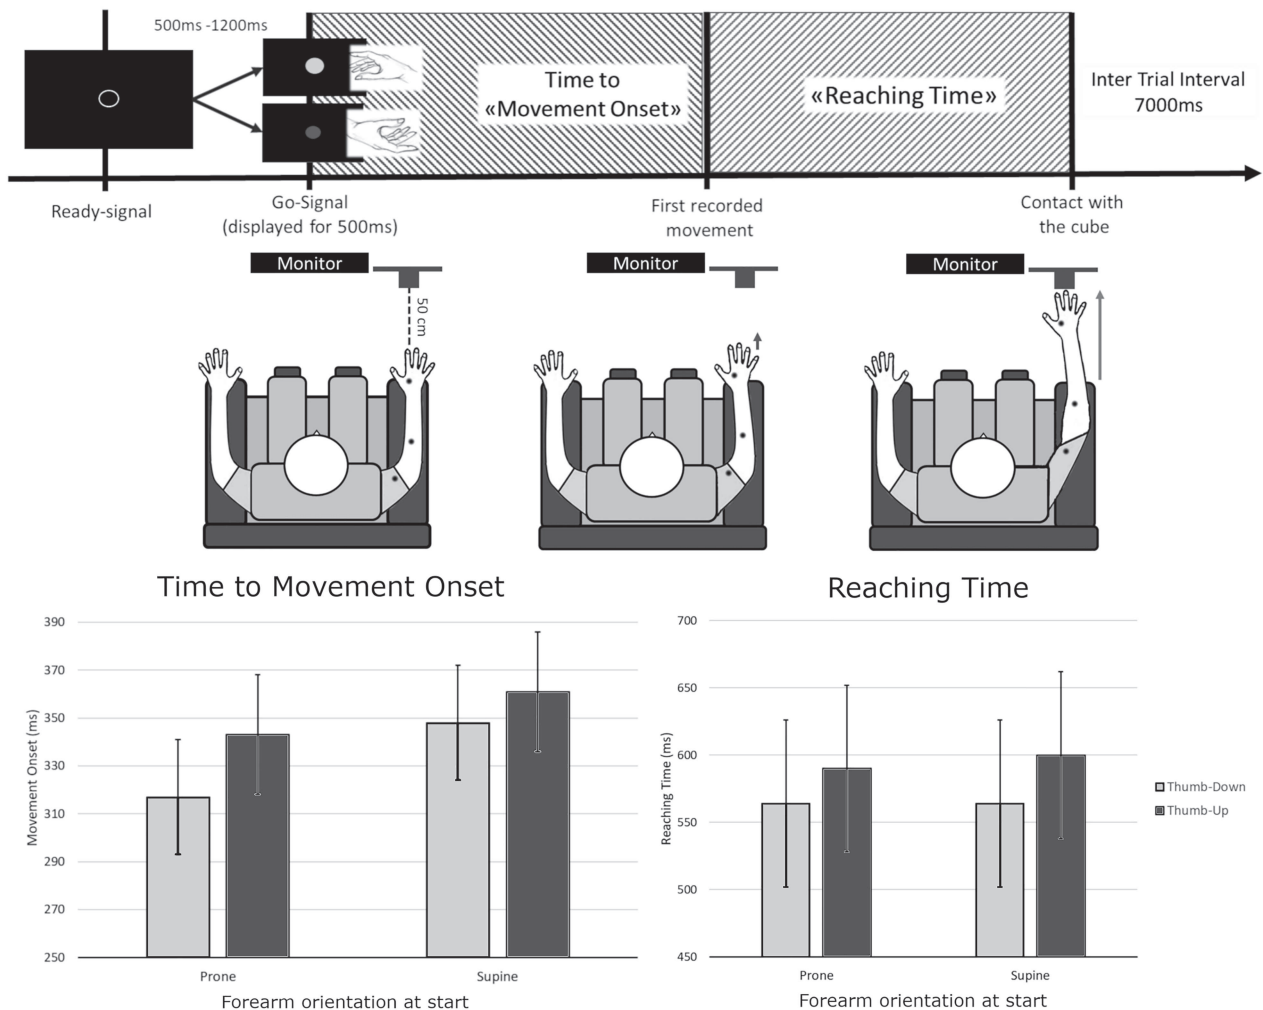 500ms -1200ms
Time to
«Movement Onset»
«Reaching Time»
Inter Trial Interval
7000ms
Ready-signal
Go-Signal
(displayed for 500ms)
First recorded
movement
Contact with
the cube
Monitor
50 cm
Monitor
Monitor
Time to Movement Onset
390
370
350
330
310
290
270
250
Movement Onset (ms)
Prone
Supine
Forearm orientation at start
Reaching Time
700
650
600
550
500
450
Reaching Time (ms)
Prone
Supine
Forearm orientation at start
Thumb-Down
Thumb-Up